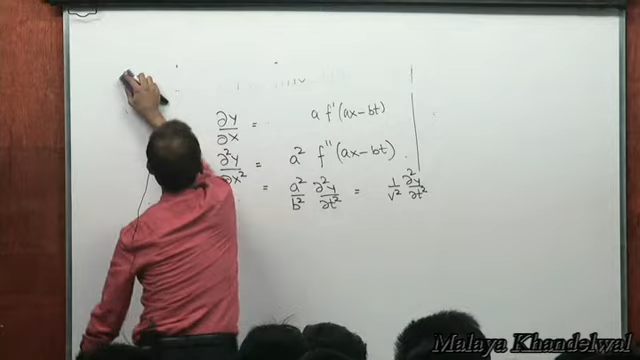 ∂y/∂x = a f'(ax-bt)
∂²y/∂x² = a² f''(ax-bt)
= a²/b² ∂²y/∂t² = 1/v² ∂²y/∂t²
Malaya Khandelwal